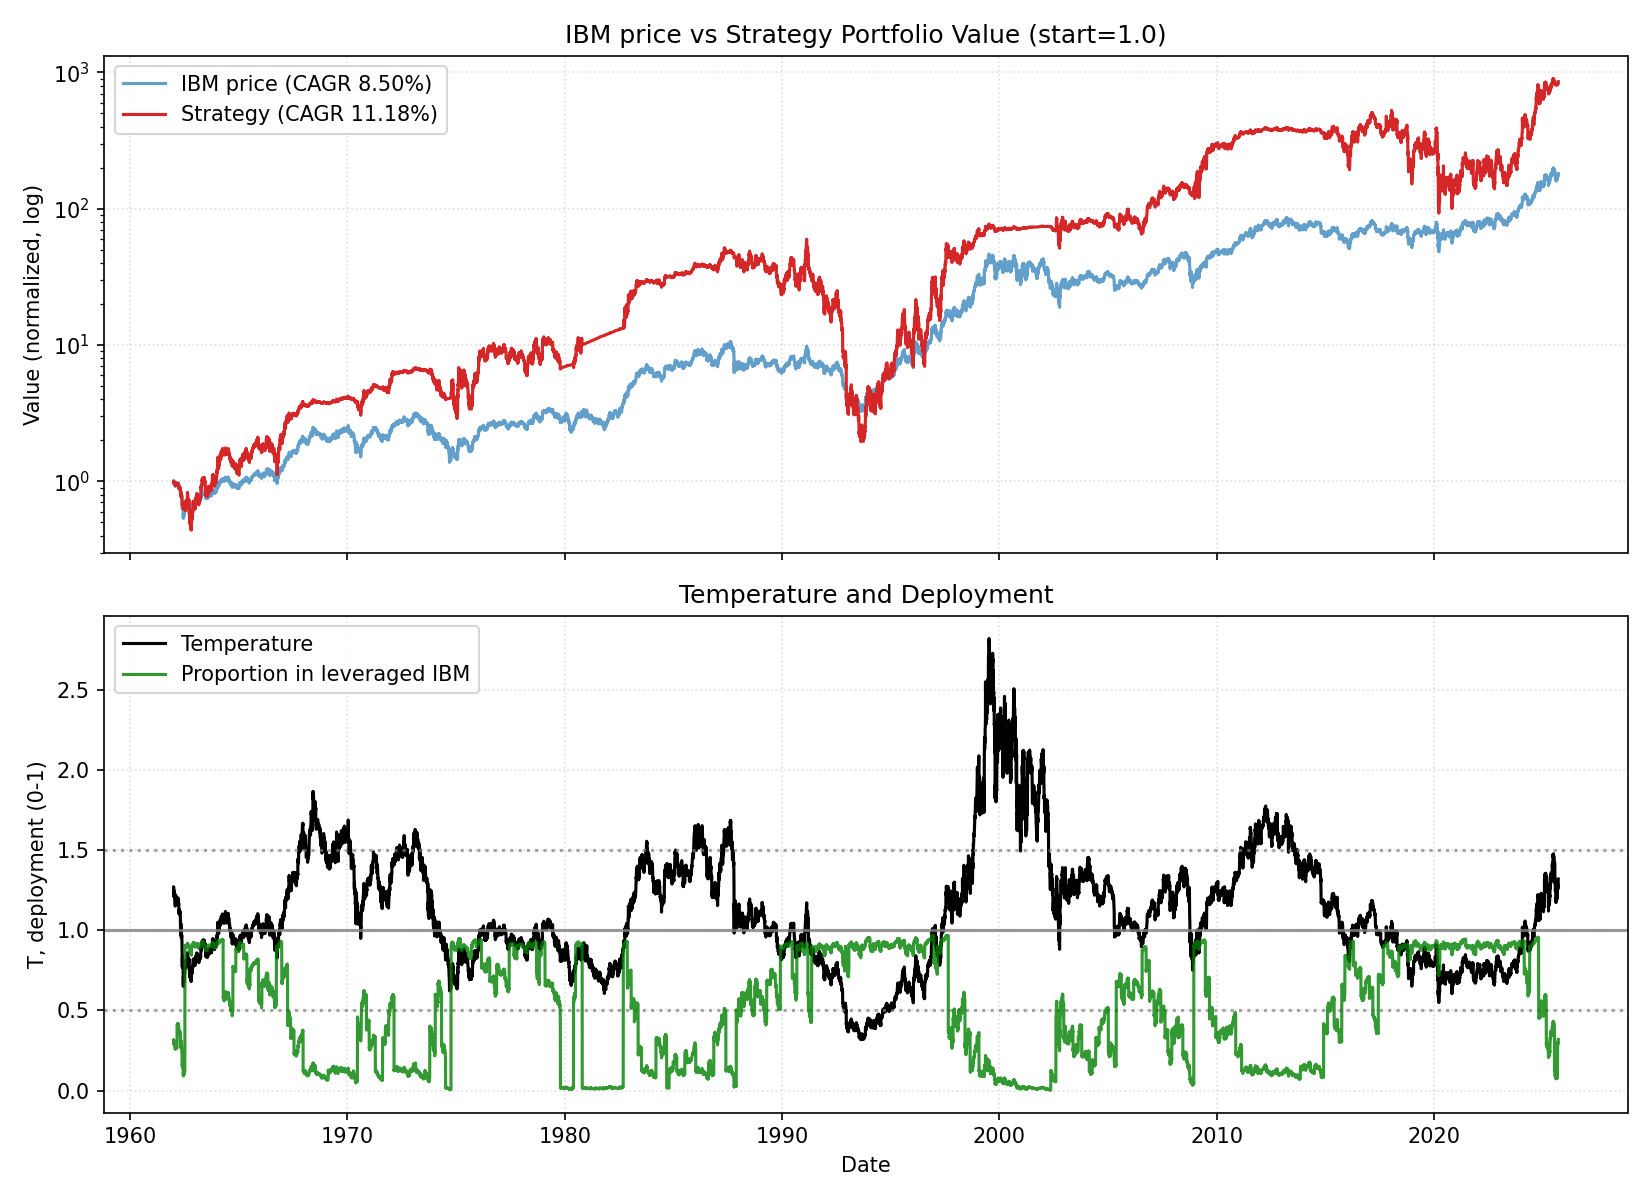 IBM price vs Strategy Portfolio Value (start=1.0)
IBM price (CAGR 8.50%)
Strategy (CAGR 11.18%)
Value (normalized, log)
10³
10²
10¹
10⁰
Temperature and Deployment
Temperature
Proportion in leveraged IBM
T, deployment (0-1)
2.5
2.0
1.5
1.0
0.5
0.0
1960 1970 1980 1990 2000 2010 2020
Date